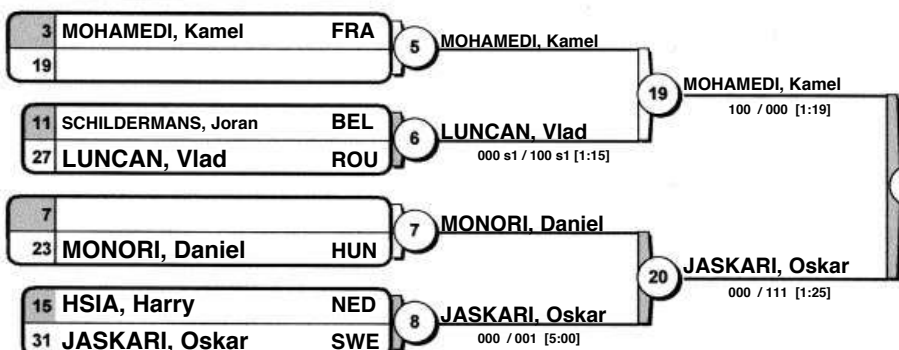 3 MOHAMEDI, Kamel FRA
19
5 MOHAMEDI, Kamel
11 SCHILDERMANS, Joran BEL
27 LUNCAN, Vlad ROU
6 LUNCAN, Vlad
000 s1 / 100 s1 [1:15]
19 MOHAMEDI, Kamel
100 / 000 [1:19]
7
23 MONORI, Daniel HUN
7 MONORI, Daniel
15 HSIA, Harry NED
31 JASKARI, Oskar SWE
8 JASKARI, Oskar
000 / 001 [5:00]
20 JASKARI, Oskar
000 / 111 [1:25]